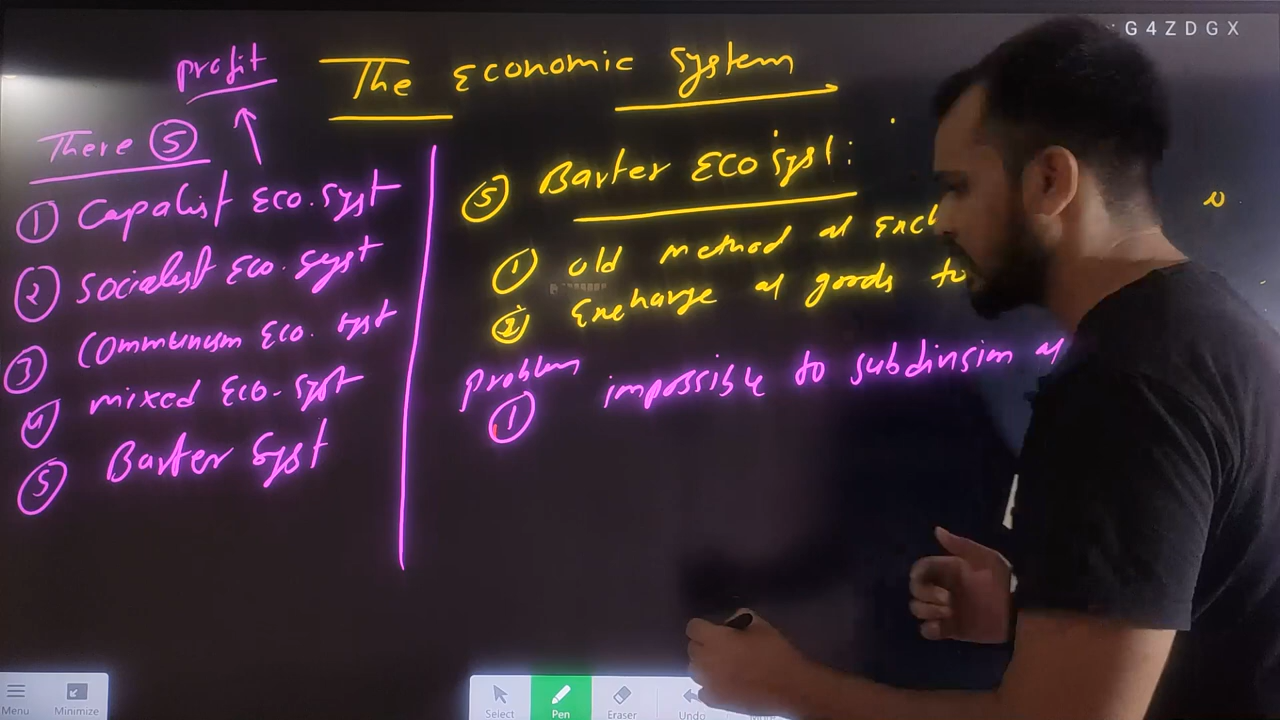 G4ZDGX
profit
The Economic System
There 5
① Capalist Eco. Syst
② Socialist Eco. Syst
③ Communism Eco. Syst
④ mixed Eco. Syst
⑤ Barter Syst
⑤ Barter Eco Syst:
① old method of Exch
② Exchange of goods to
Problem
① impossible to subdivision of
Menu
Minimize
Select
Pen
Eraser
Undo